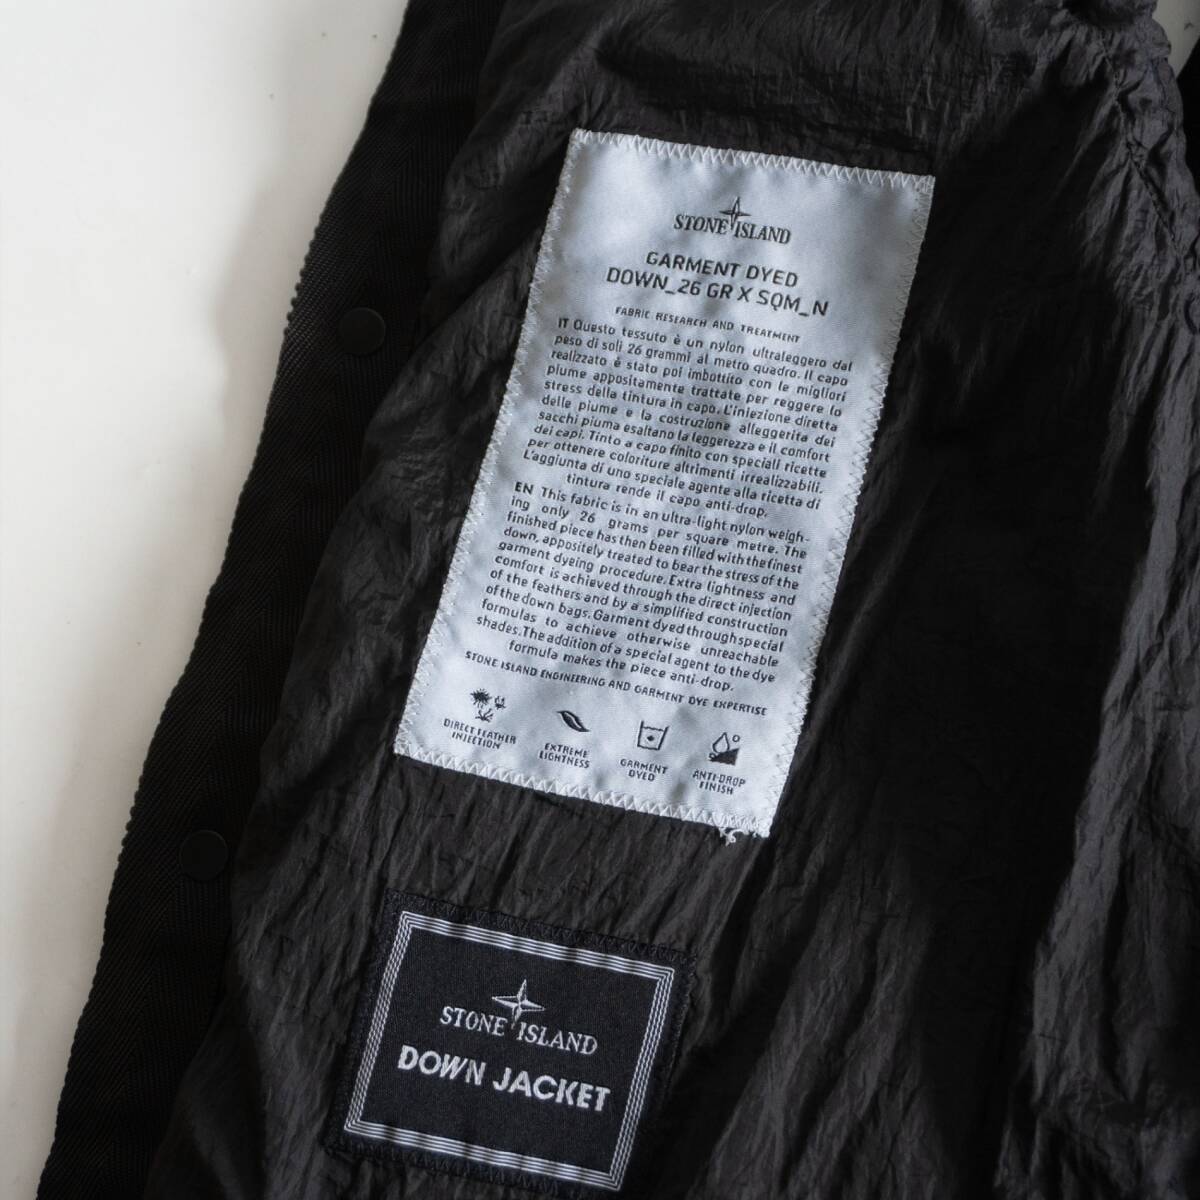 STONE ISLAND
GARMENT DYED
DOWN_26 GR X SQM_N
FABRIC RESEARCH AND TREATMENT
IT Questo tessuto è un nylon ultraleggero dal
peso di soli 26 grammi al metro quadro. Il capo
realizzato è stato poi imbottito con le migliori
piume appositamente trattate per reggere lo
stress della tintura in capo. L'iniezione diretta
delle piume e la costruzione alleggerita dei
sacchi piuma esaltano la leggerezza e il comfort
dei capi. Tinto a capo finito con speciali ricette
per ottenere coloriture altrimenti irrealizzabili.
L'aggiunta di uno speciale agente alla ricetta di
tintura rende il capo anti-drop.
EN This fabric is in an ultra-light nylon weigh-
ing only 26 grams per square metre. The
finished piece has then been filled with the finest
down, appositely treated to bear the stress of the
garment dyeing procedure. Extra lightness and
comfort is achieved through the direct injection
of the feathers and by a simplified construction
of the down bags. Garment dyed through special
formulas to achieve otherwise unreachable
shades. The addition of a special agent to the dye
formula makes the piece anti-drop.
STONE ISLAND ENGINEERING AND GARMENT DYE EXPERTISE
DIRECT FEATHER
INJECTION
EXTREME
LIGHTNESS
GARMENT
DYED
ANTI-DROP
FINISH
STONE ISLAND
DOWN JACKET